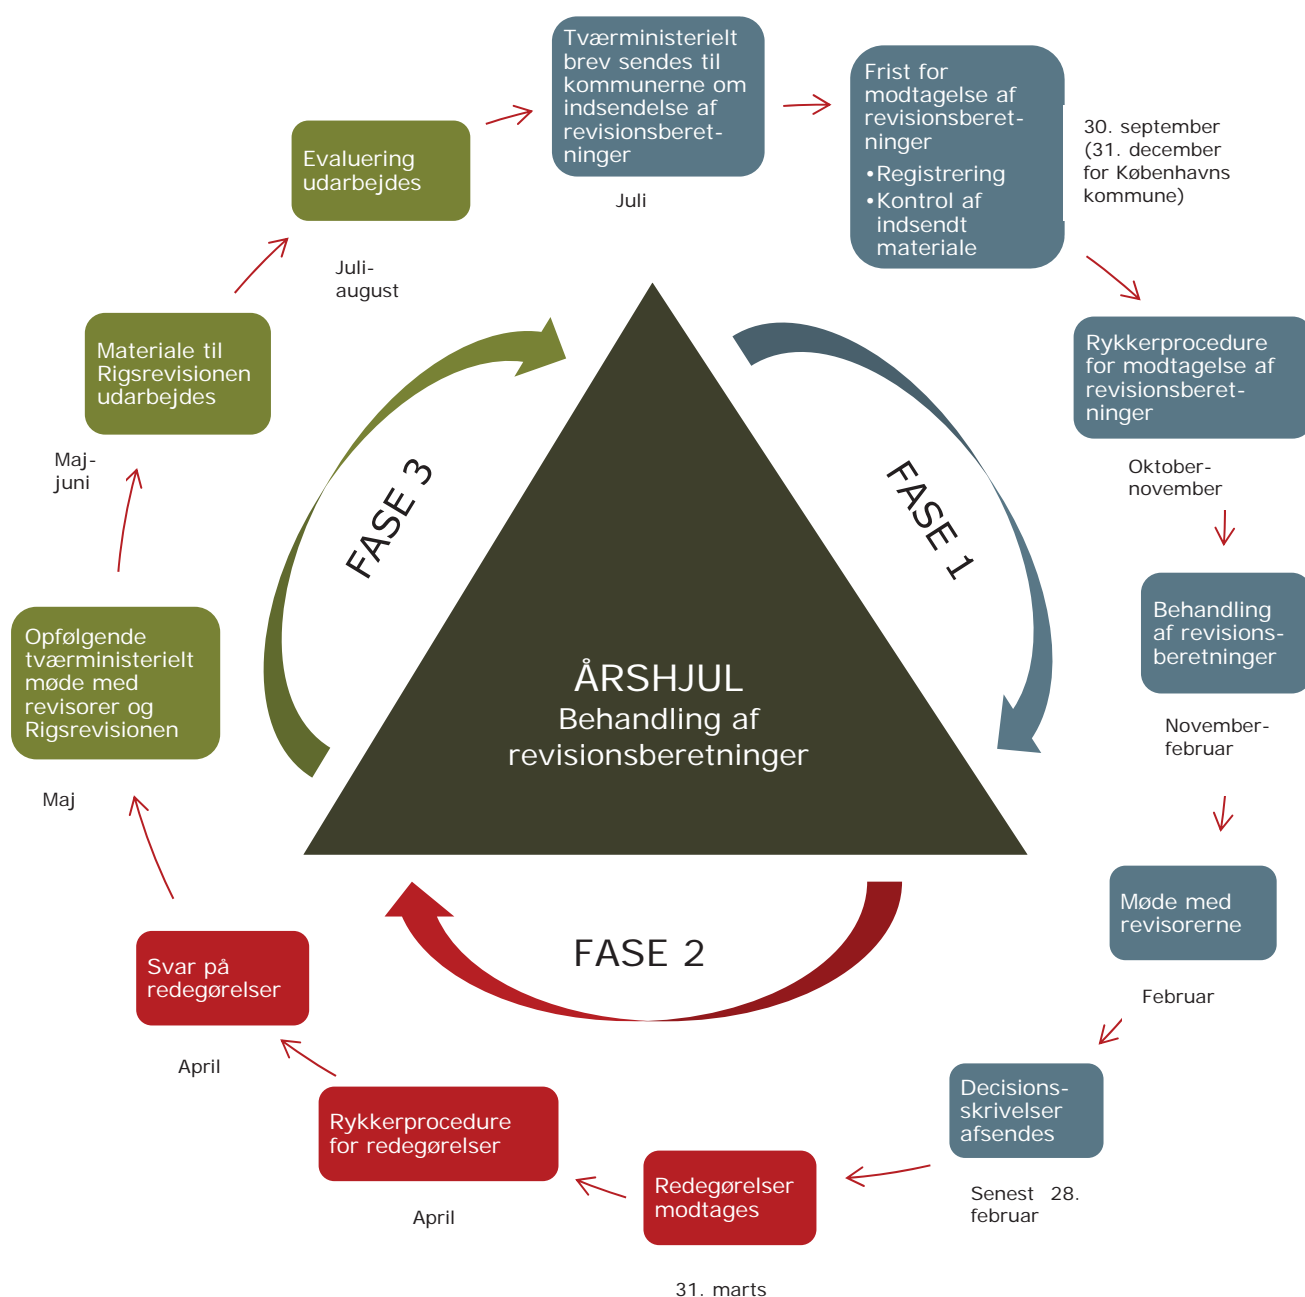 Tværministerielt
brev sendes til
kommunerne om
indsendelse af
revisionsberet-
ninger
Juli
Frist for
modtagelse af
revisionsberet-
ninger
•Registrering
•Kontrol af
indsendt
materiale
30. september
(31. december
for Københavns
kommune)
Rykkerprocedure
for modtagelse af
revisionsberet-
ninger
Oktober-
november
Behandling
af revisions-
beretninger
November-
februar
Møde med
revisorerne
Februar
Decisions-
skrivelser
afsendes
Senest 28.
februar
Redegørelser
modtages
31. marts
Rykkerprocedure
for redegørelser
April
Svar på
redegørelser
April
Opfølgende
tværministerielt
møde med
revisorer og
Rigsrevisionen
Maj
Materiale til
Rigsrevisionen
udarbejdes
Maj-
juni
Evaluering
udarbejdes
Juli-
august
FASE 1
FASE 2
FASE 3
ÅRSHJUL
Behandling af
revisionsberetninger